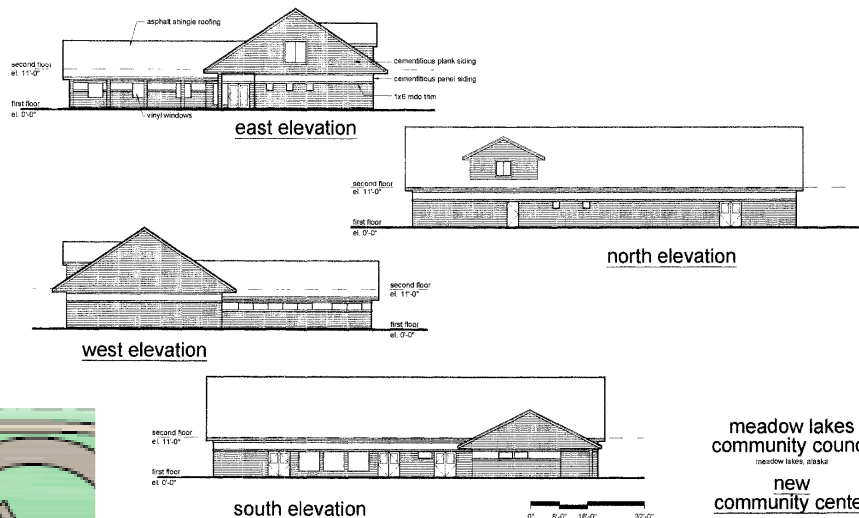 asphalt shingle roofing
second floor
el. 11'-0"
cementitious plank siding
cementitious panel siding
1x6 mdo trim
first floor
el. 0'-0"
vinyl windows
east elevation
second floor
el. 11'-0"
first floor
el. 0'-0"
north elevation
second floor
el. 11'-0"
first floor
el. 0'-0"
west elevation
second floor
el. 11'-0"
first floor
el. 0'-0"
south elevation
0" 8'-0" 16'-0" 32'-0"
meadow lakes
community counc
meadow lakes, alaska
new
community cente